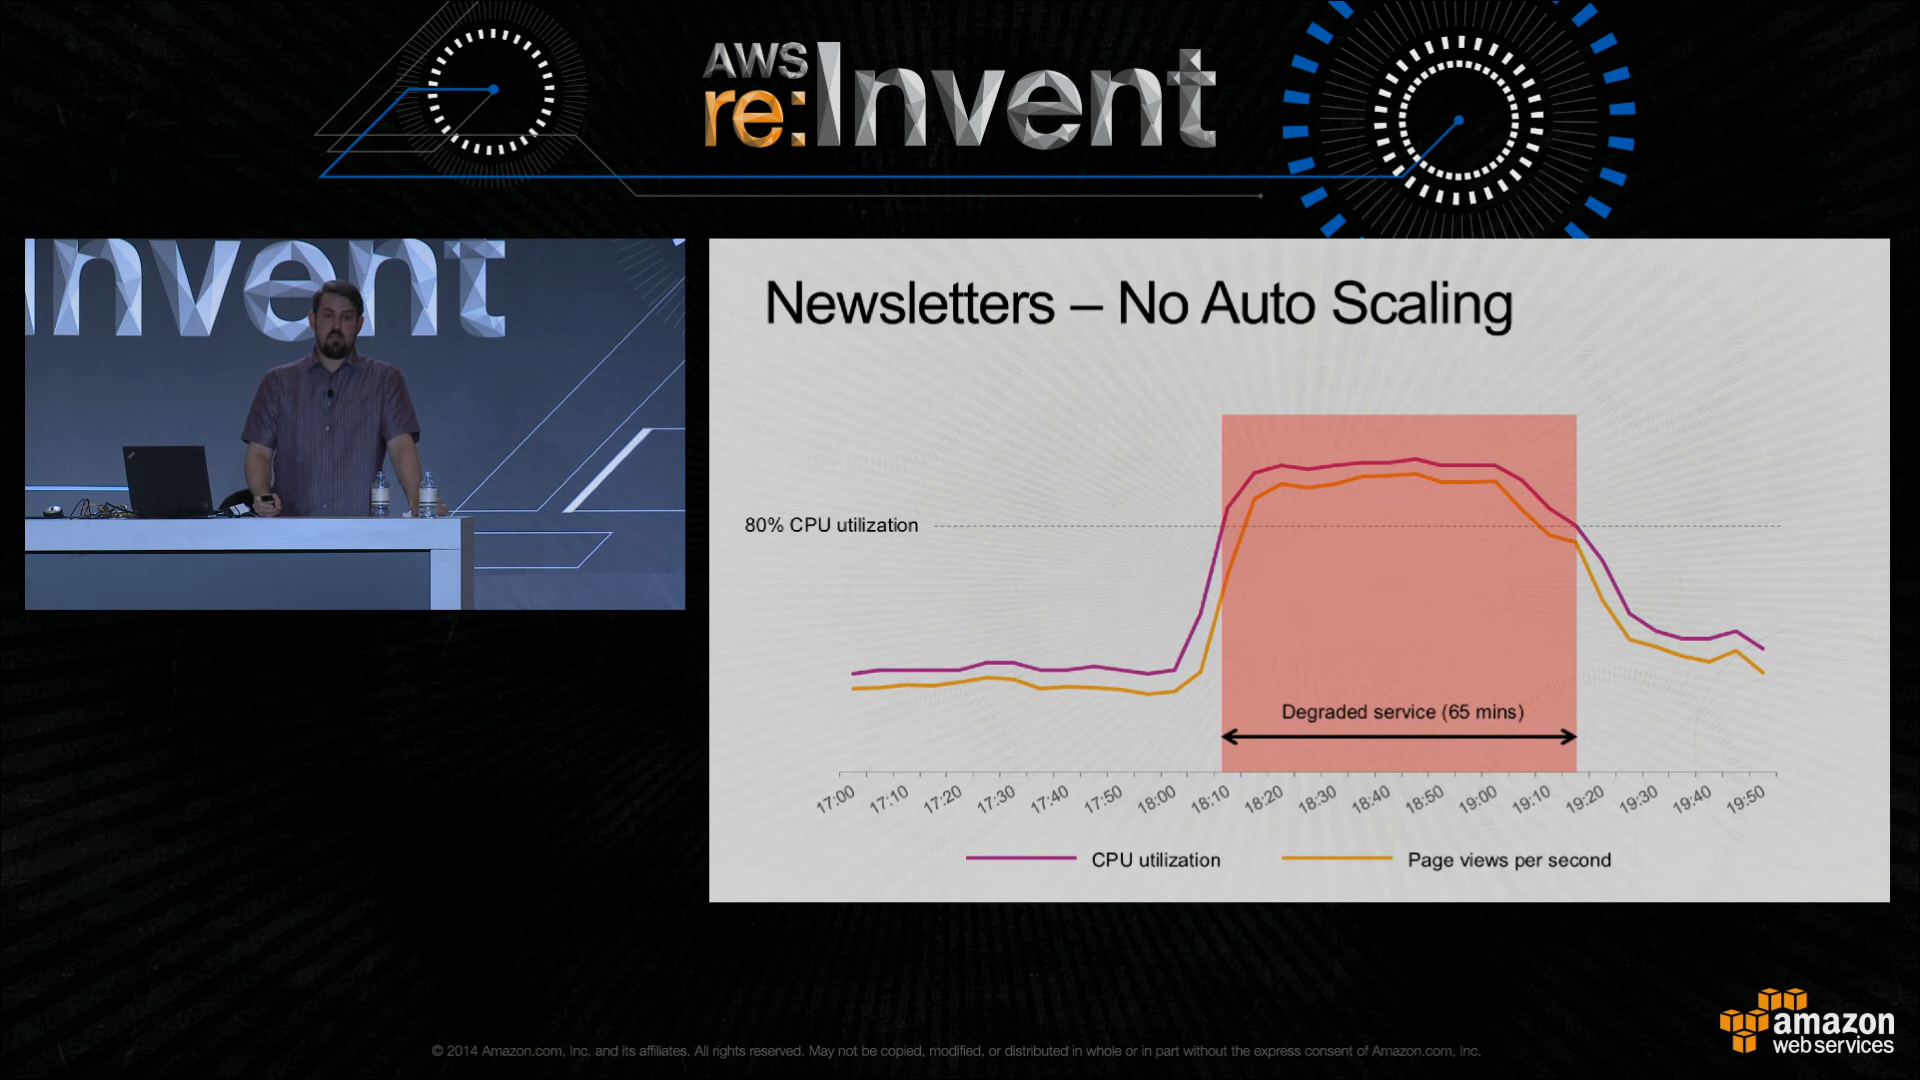 AWS
re:Invent
nvent
Newsletters – No Auto Scaling
80% CPU utilization
Degraded service (65 mins)
17:00 17:10 17:20 17:30 17:40 17:50 18:00 18:10 18:20 18:30 18:40 18:50 19:00 19:10 19:20 19:30 19:40 19:50
CPU utilization Page views per second
amazon
web services
© 2014 Amazon.com, Inc. and its affiliates. All rights reserved. May not be copied, modified, or distributed in whole or in part without the express consent of Amazon.com, Inc.